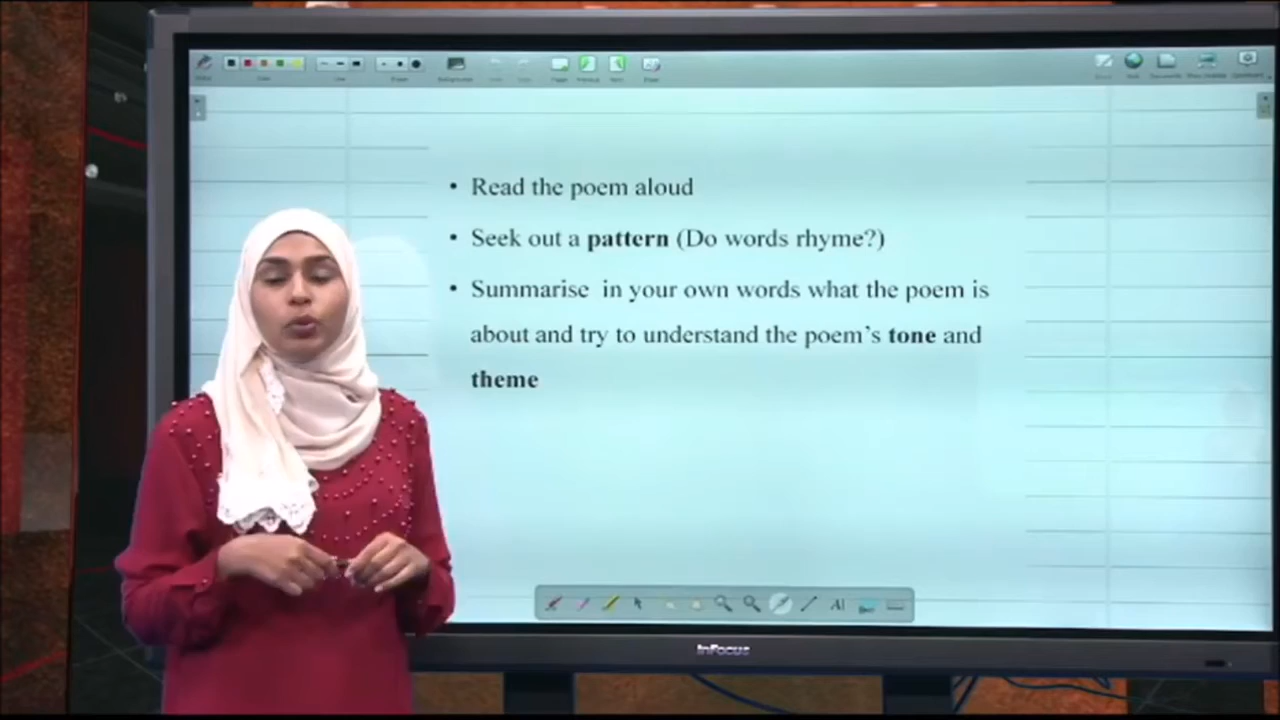 • Read the poem aloud
• Seek out a pattern (Do words rhyme?)
• Summarise in your own words what the poem is
about and try to understand the poem's tone and
theme
AI
InFocus